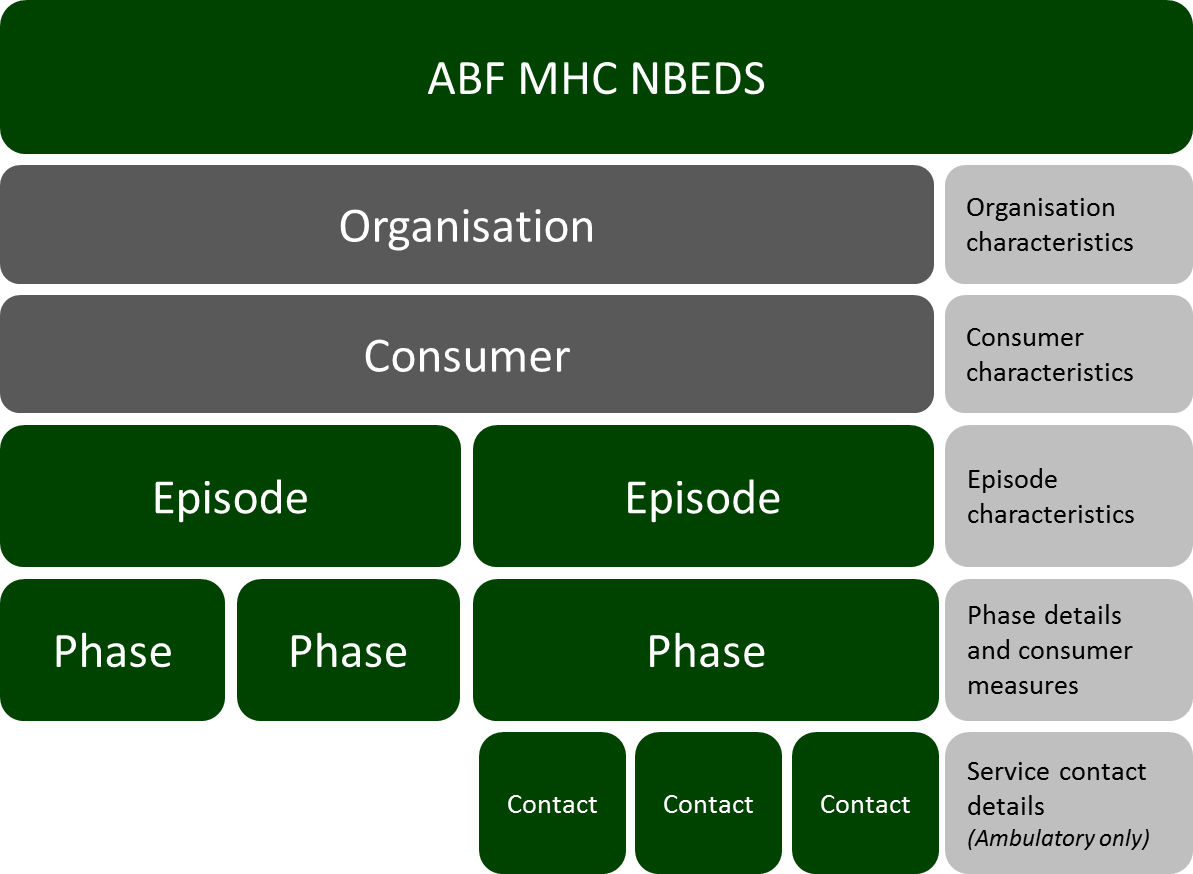 ABF MHC NBEDS
Organisation
Organisation
characteristics
Consumer
Consumer
characteristics
Episode
Episode
Episode
characteristics
Phase
Phase
Phase
Phase details
and consumer
measures
Contact
Contact
Contact
Service contact
details
(Ambulatory only)